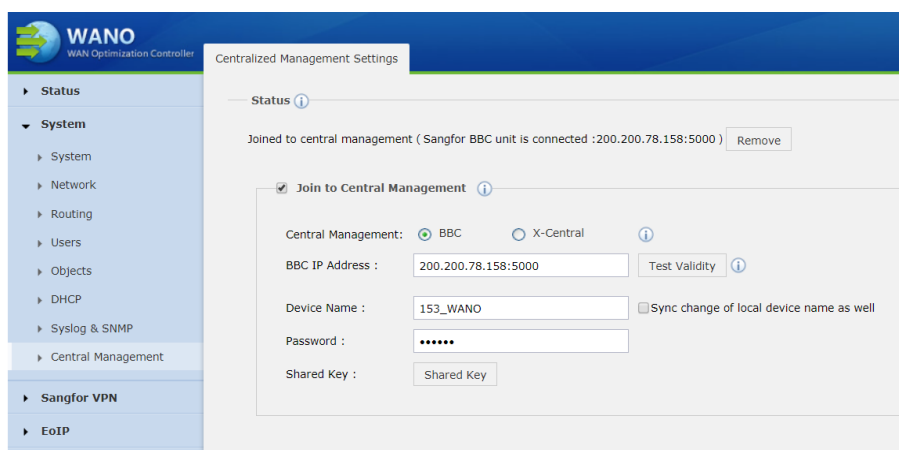 WANO
WAN Optimization Controller
Centralized Management Settings
Status
System
System
Network
Routing
Users
Objects
DHCP
Syslog & SNMP
Central Management
Sangfor VPN
EoIP
Status
Joined to central management ( Sangfor BBC unit is connected :200.200.78.158:5000 ) Remove
Join to Central Management
Central Management: BBC X-Central
BBC IP Address : 200.200.78.158:5000 Test Validity
Device Name : 153_WANO Sync change of local device name as well
Password : ••••••
Shared Key : Shared Key